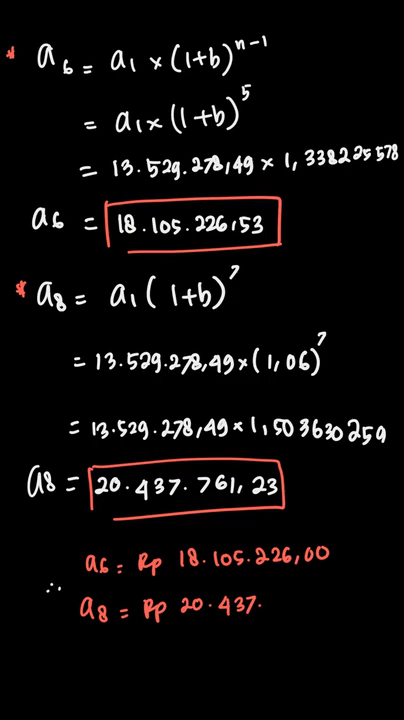 * a₆ = a₁ × (1+b)ⁿ⁻¹
= a₁ × (1+b)⁵
= 13.529.278,49 × 1,338225578
a₆ = 18.105.226,53
* a₈ = a₁ (1+b)⁷
= 13.529.278,49 × (1,06)⁷
= 13.529.278,49 × 1,503630259
a₈ = 20.437.761,23
a₆ = Rp 18.105.226,00
∴
a₈ = Rp 20.437.